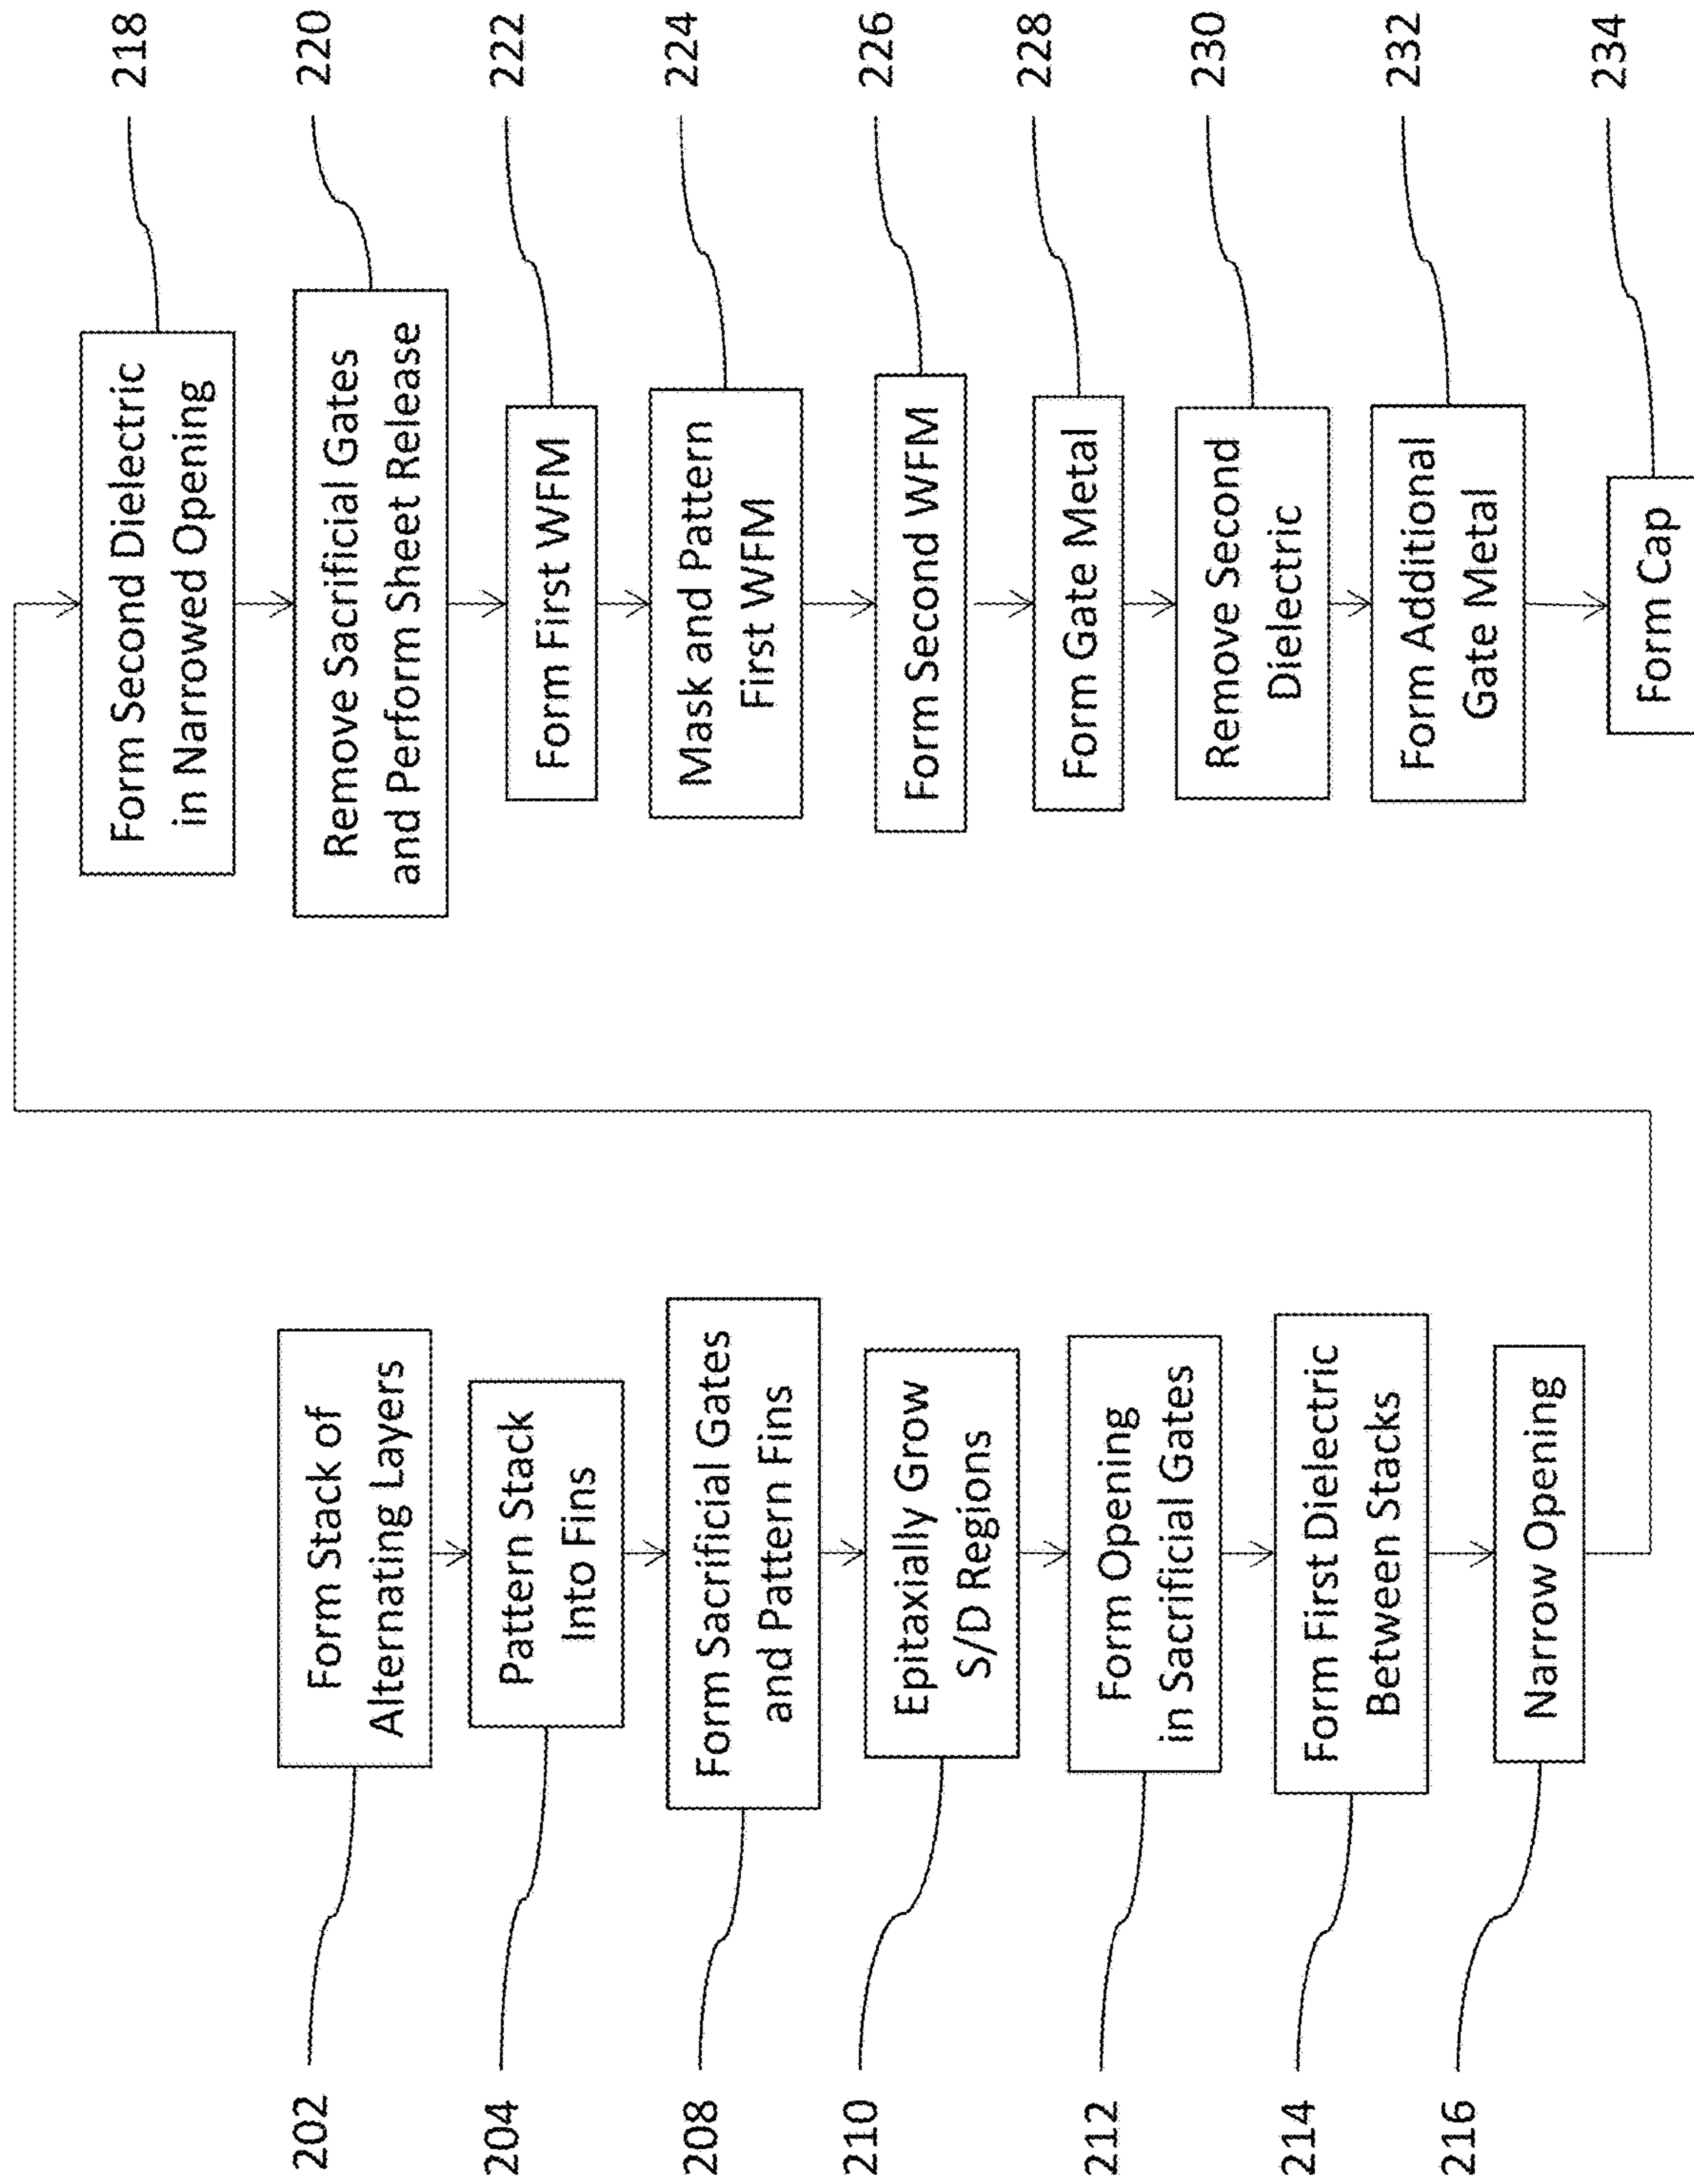 202
Form Stack of
Alternating Layers
204
Pattern Stack
Into Fins
208
Form Sacrificial Gates
and Pattern Fins
210
Epitaxially Grow
S/D Regions
212
Form Opening
in Sacrificial Gates
214
Form First Dielectric
Between Stacks
216
Narrow Opening
Form Second Dielectric
in Narrowed Opening
218
Remove Sacrificial Gates
and Perform Sheet Release
220
Form First WFM
222
Mask and Pattern
First WFM
224
Form Second WFM
226
Form Gate Metal
228
Remove Second
Dielectric
230
Form Additional
Gate Metal
232
Form Cap
234